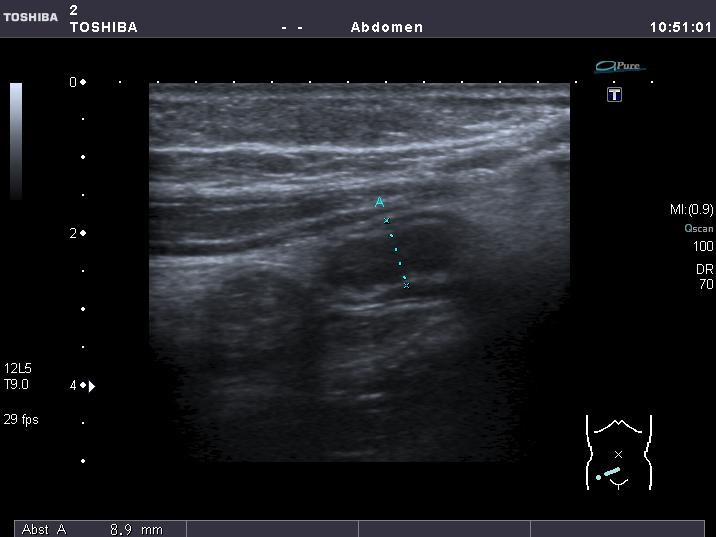 TOSHIBA
2
TOSHIBA - - Abdomen 10:51:01
aPure
T
0
A
2
4
MI:(0.9)
Qscan
100
DR
70
12L5
T9.0
29 fps
Abst A 8.9 mm